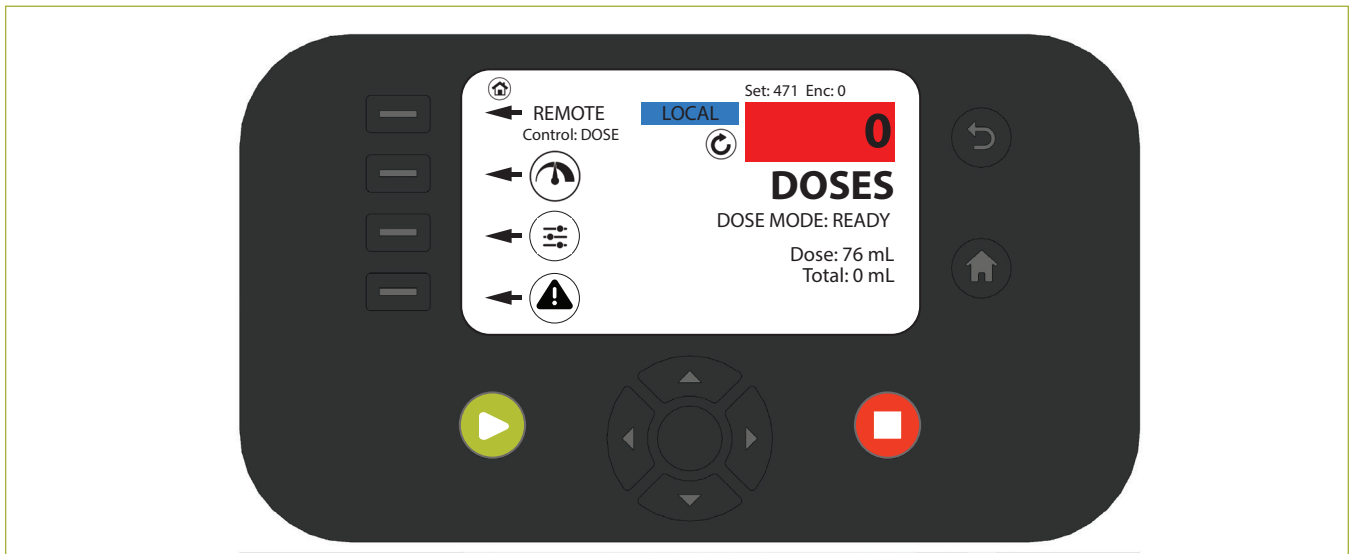 Set: 471 Enc: 0
REMOTE
LOCAL
0
Control: DOSE
DOSES
DOSE MODE: READY
Dose: 76 mL
Total: 0 mL